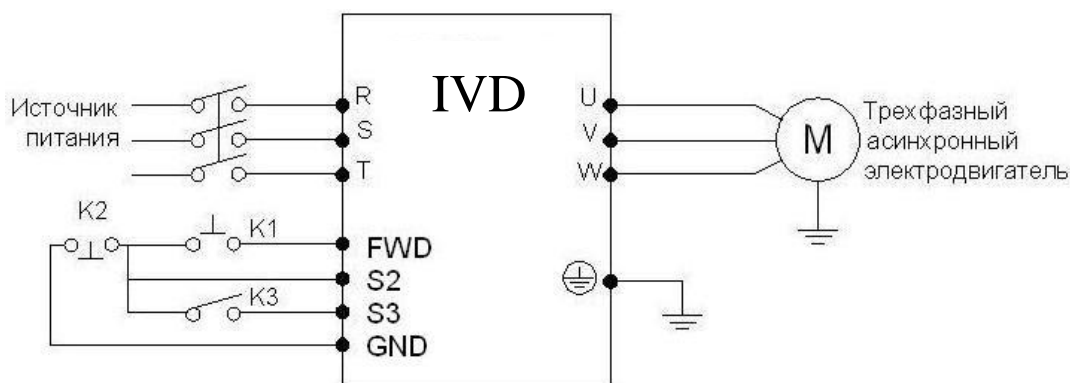 IVD
Источник
питания
R
S
T
U
V
W
M
Трехфазный
асинхронный
электродвигатель
K2
K1
FWD
S2
K3
S3
GND